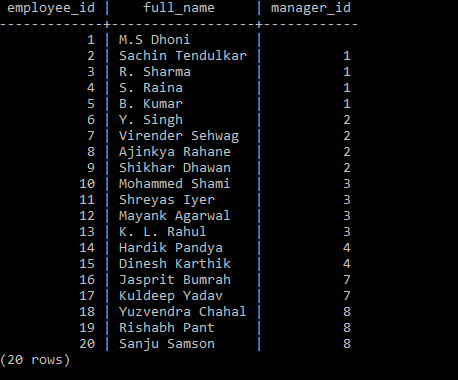 employee_id | full_name | manager_id
-------------+------------------+------------
1 | M.S Dhoni |
2 | Sachin Tendulkar | 1
3 | R. Sharma | 1
4 | S. Raina | 1
5 | B. Kumar | 1
6 | Y. Singh | 2
7 | Virender Sehwag | 2
8 | Ajinkya Rahane | 2
9 | Shikhar Dhawan | 2
10 | Mohammed Shami | 3
11 | Shreyas Iyer | 3
12 | Mayank Agarwal | 3
13 | K. L. Rahul | 3
14 | Hardik Pandya | 4
15 | Dinesh Karthik | 4
16 | Jasprit Bumrah | 7
17 | Kuldeep Yadav | 7
18 | Yuzvendra Chahal | 8
19 | Rishabh Pant | 8
20 | Sanju Samson | 8
(20 rows)